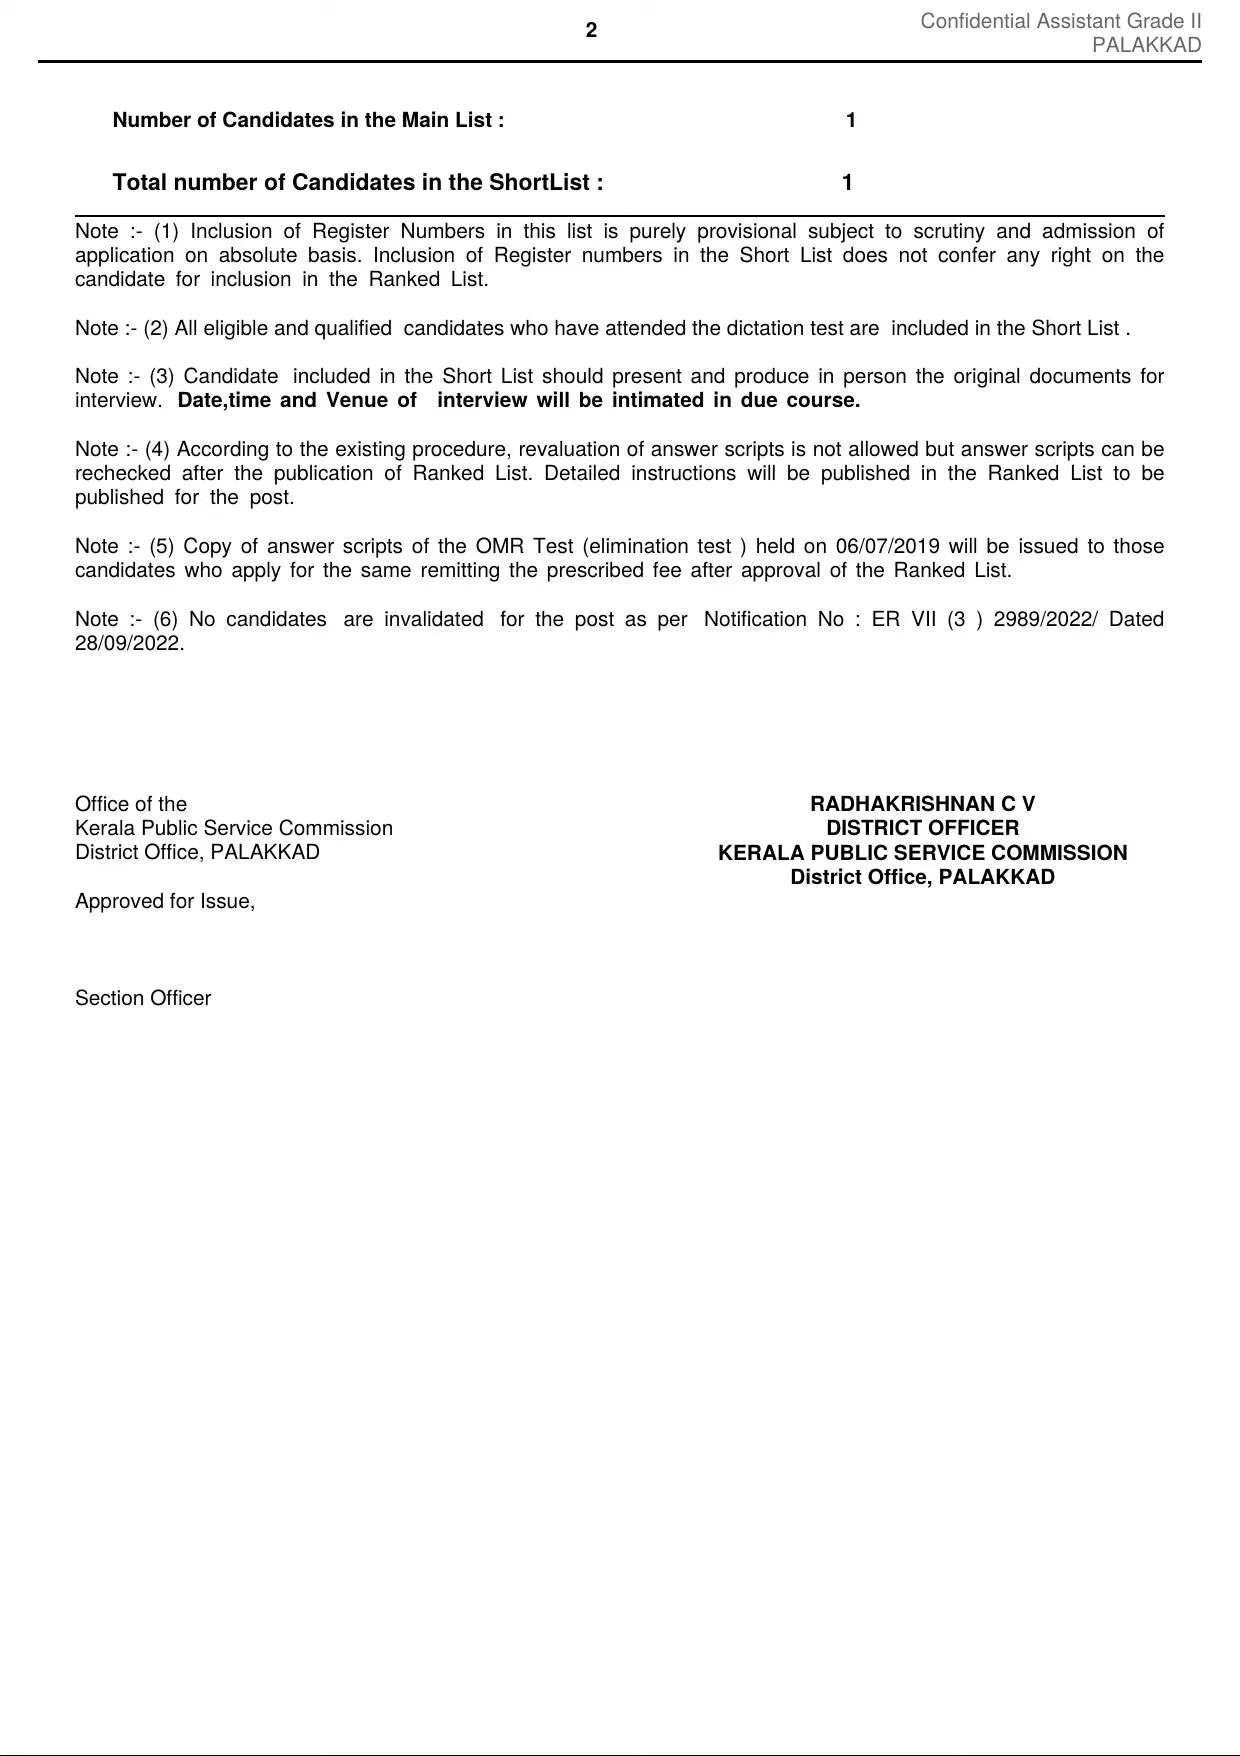 2
Confidential Assistant Grade II
PALAKKAD
Number of Candidates in the Main List : 1
Total number of Candidates in the ShortList : 1
Note :- (1) Inclusion of Register Numbers in this list is purely provisional subject to scrutiny and admission of
application on absolute basis. Inclusion of Register numbers in the Short List does not confer any right on the
candidate for inclusion in the Ranked List.
Note :- (2) All eligible and qualified candidates who have attended the dictation test are included in the Short List .
Note :- (3) Candidate included in the Short List should present and produce in person the original documents for
interview. Date,time and Venue of interview will be intimated in due course.
Note :- (4) According to the existing procedure, revaluation of answer scripts is not allowed but answer scripts can be
rechecked after the publication of Ranked List. Detailed instructions will be published in the Ranked List to be
published for the post.
Note :- (5) Copy of answer scripts of the OMR Test (elimination test ) held on 06/07/2019 will be issued to those
candidates who apply for the same remitting the prescribed fee after approval of the Ranked List.
Note :- (6) No candidates are invalidated for the post as per Notification No : ER VII (3 ) 2989/2022/ Dated
28/09/2022.
Office of the
Kerala Public Service Commission
District Office, PALAKKAD
Approved for Issue,
Section Officer
RADHAKRISHNAN C V
DISTRICT OFFICER
KERALA PUBLIC SERVICE COMMISSION
District Office, PALAKKAD